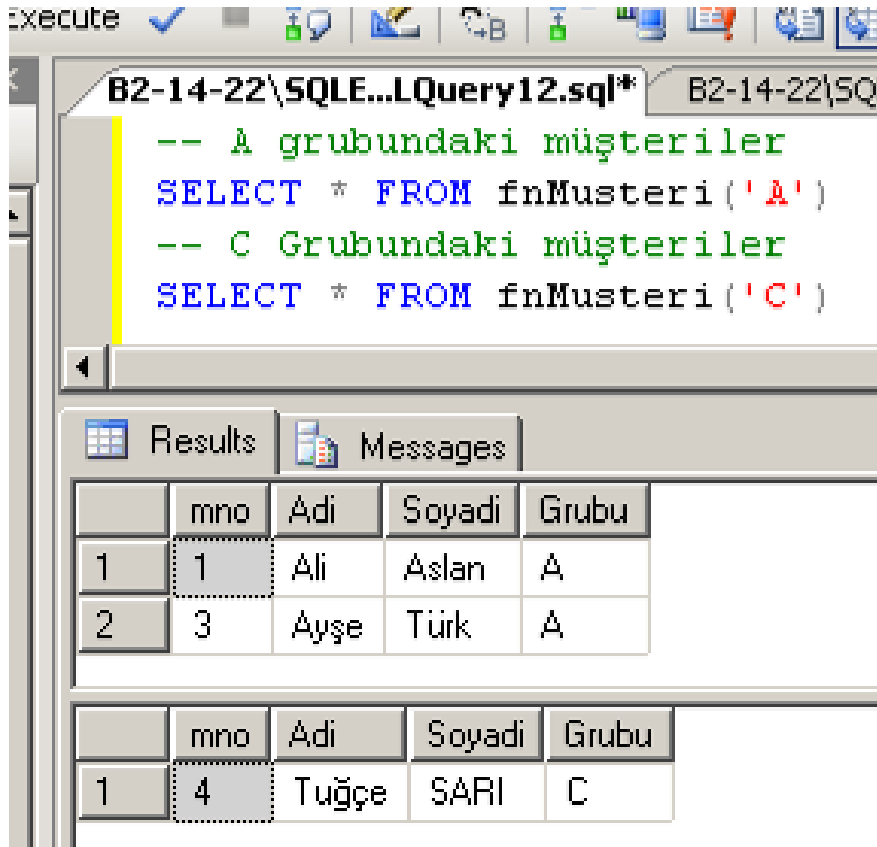 Execute
B2-14-22\SQLE...LQuery12.sql* B2-14-22\SQ
-- A grubundaki müşteriler
SELECT * FROM fnMusteri('A')
-- C Grubundaki müşteriler
SELECT * FROM fnMusteri('C')
Results Messages
mno Adi Soyadi Grubu
1 1 Ali Aslan A
2 3 Ayşe Türk A
mno Adi Soyadi Grubu
1 4 Tuğçe SARI C